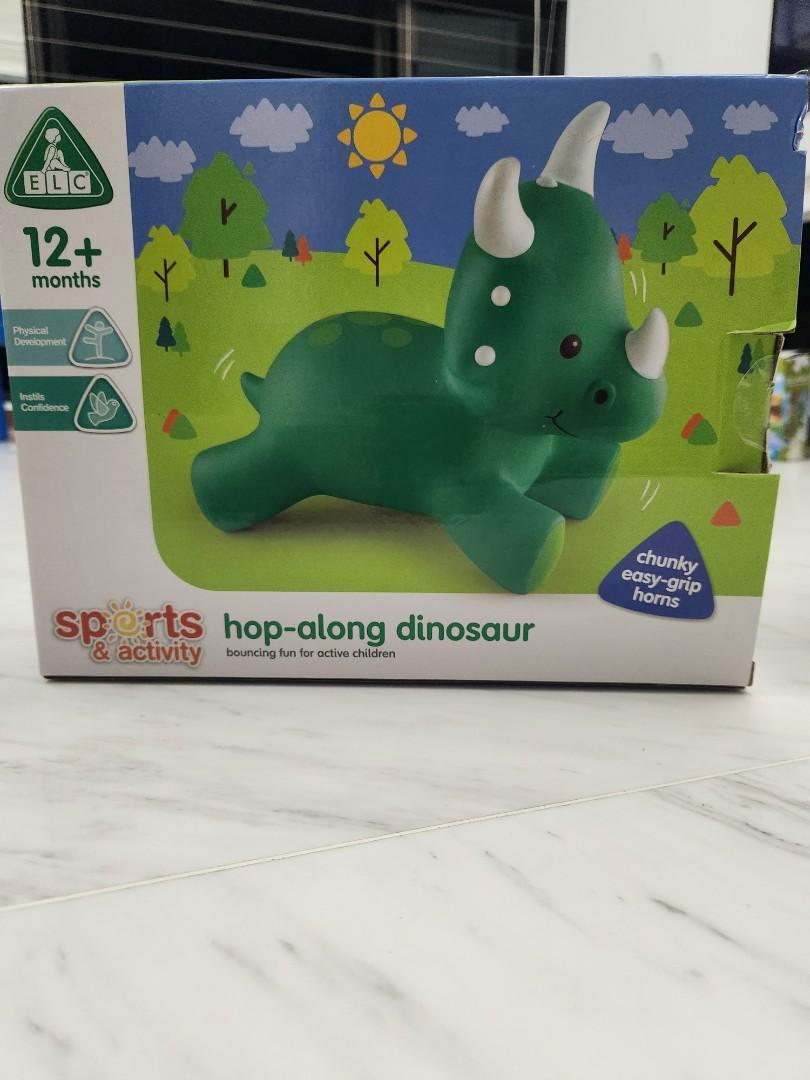 ELC
12+
months
Physical
Development
Instils
Confidence
chunky
easy-grip
horns
sports
& activity
hop-along dinosaur
bouncing fun for active children